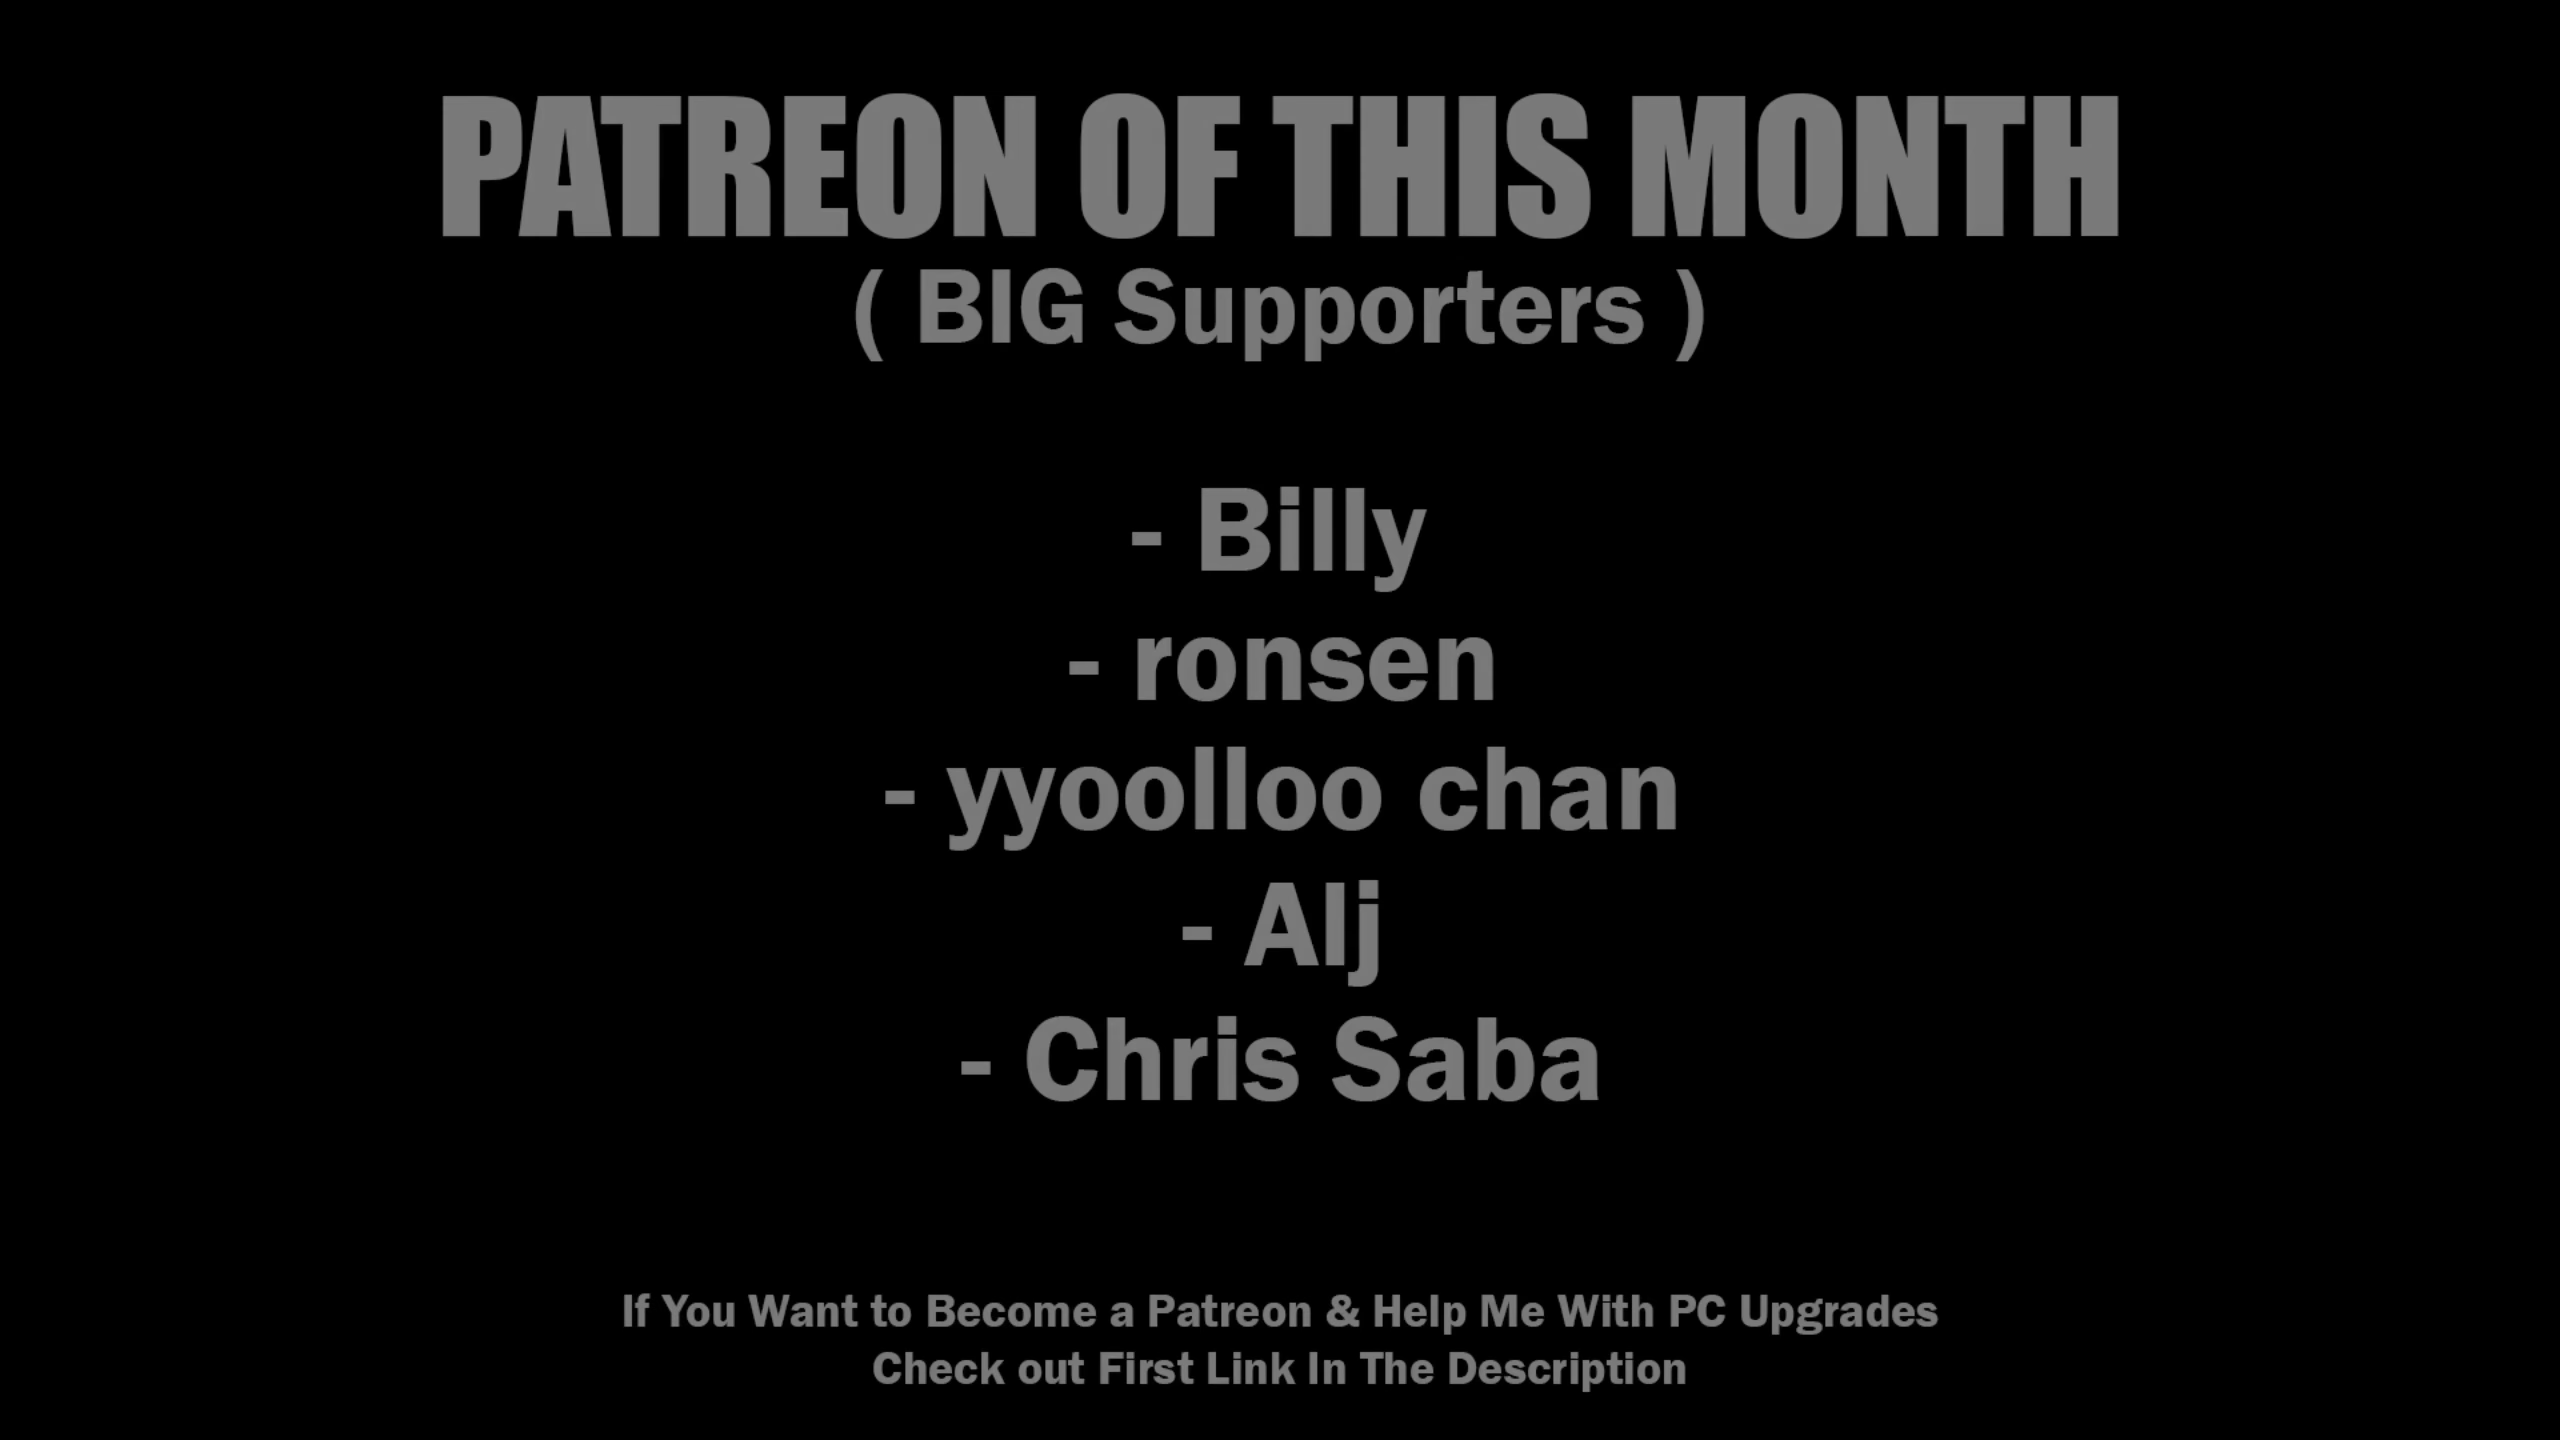 PATREON OF THIS MONTH
( BIG Supporters )
- Billy
- ronsen
- yyoolloo chan
- Alj
- Chris Saba
If You Want to Become a Patreon & Help Me With PC Upgrades
Check out First Link In The Description